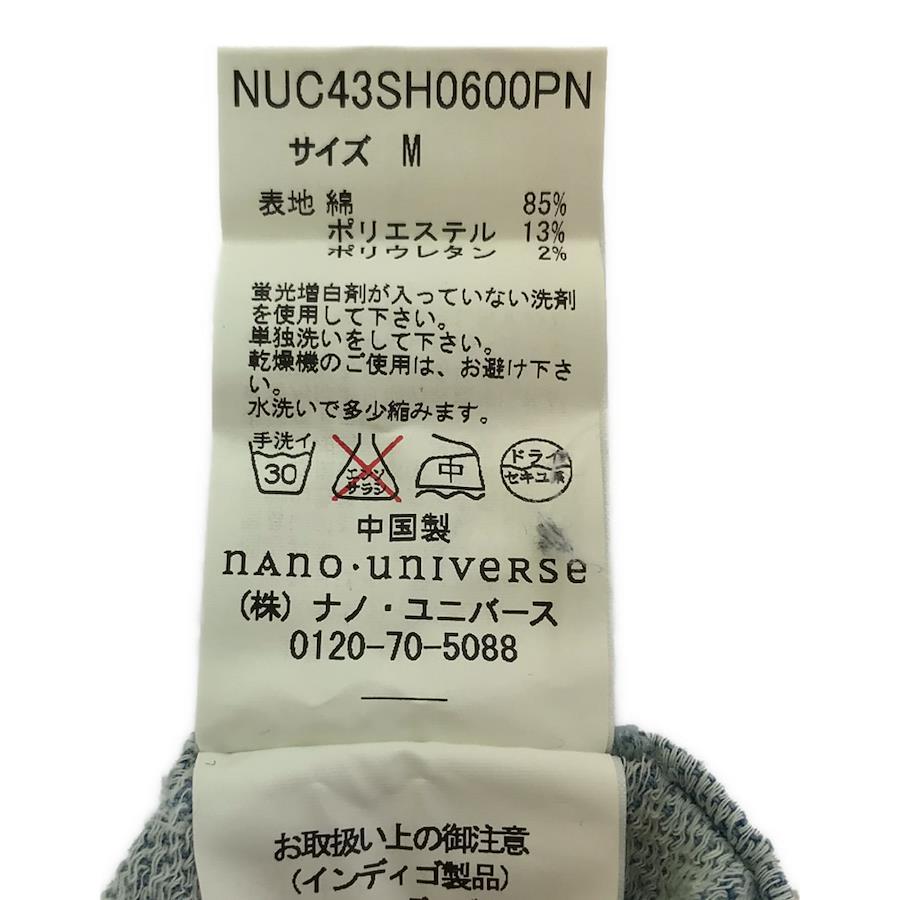 NUC43SH0600PN
サイズ M
表地 綿 85%
ポリエステル 13%
ポリウレタン 2%
蛍光増白剤が入っていない洗剤
を使用して下さい。
単独洗いをして下さい。
乾燥機のご使用は、お避け下さ
い。
水洗いで多少縮みます。
手洗イ
30
エンソ
サラシ
中
ドライ
セキユ系
中国製
nAno・unIveRse
(株) ナノ・ユニバース
0120-70-5088
お取扱い上の御注意
(インディゴ製品)